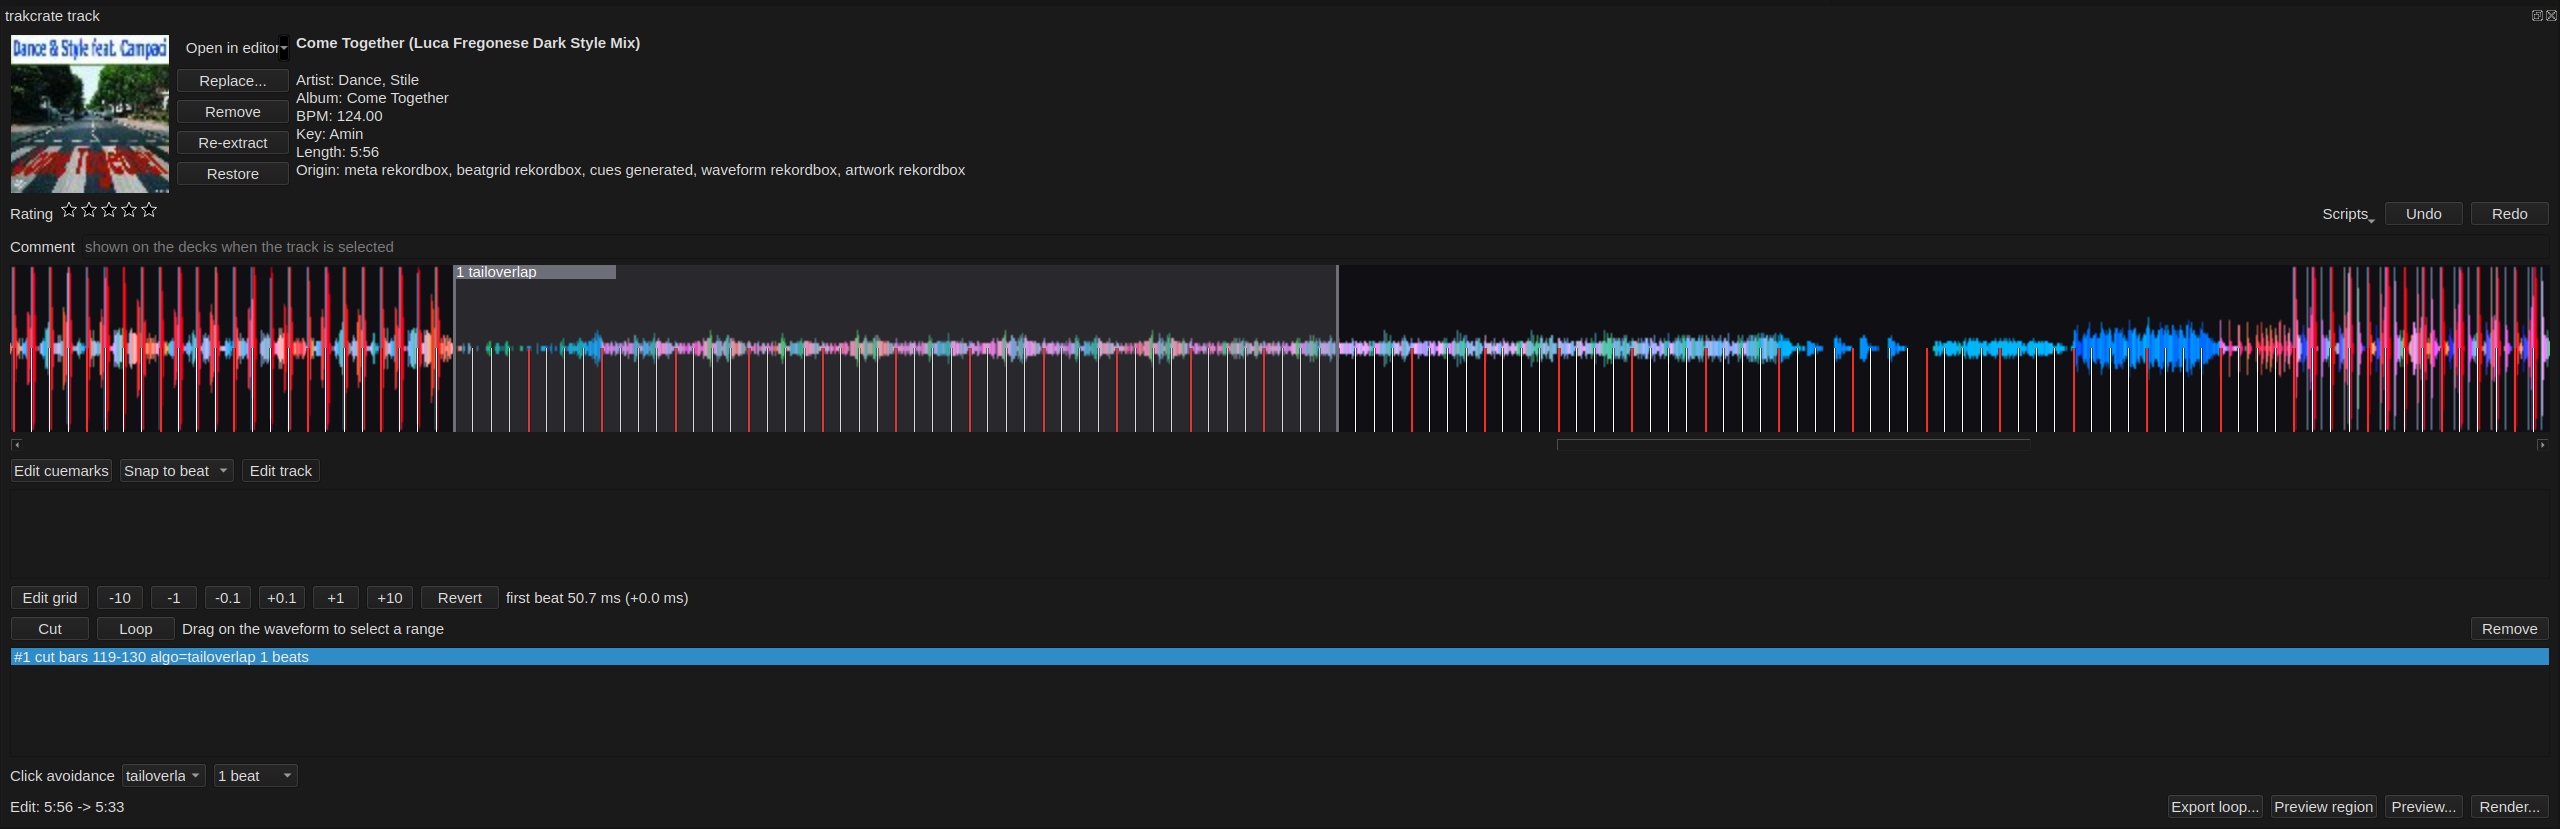 trakcrate track
Dance & Style feat. Campaci
Open in editor
Come Together (Luca Fregonese Dark Style Mix)
Replace...
Artist: Dance, Stile
Album: Come Together
Remove
BPM: 124.00
Key: Amin
Re-extract
Length: 5:56
Restore
Origin: meta rekordbox, beatgrid rekordbox, cues generated, waveform rekordbox, artwork rekordbox
Rating
Scripts
Undo
Redo
Comment shown on the decks when the track is selected
1 tailoverlap
Edit cuemarks Snap to beat Edit track
Edit grid -10 -1 -0.1 +0.1 +1 +10 Revert first beat 50.7 ms (+0.0 ms)
Cut Loop Drag on the waveform to select a range Remove
#1 cut bars 119-130 algo=tailoverlap 1 beats
Click avoidance tailoverla 1 beat
Edit: 5:56 -> 5:33
Export loop... Preview region Preview... Render...